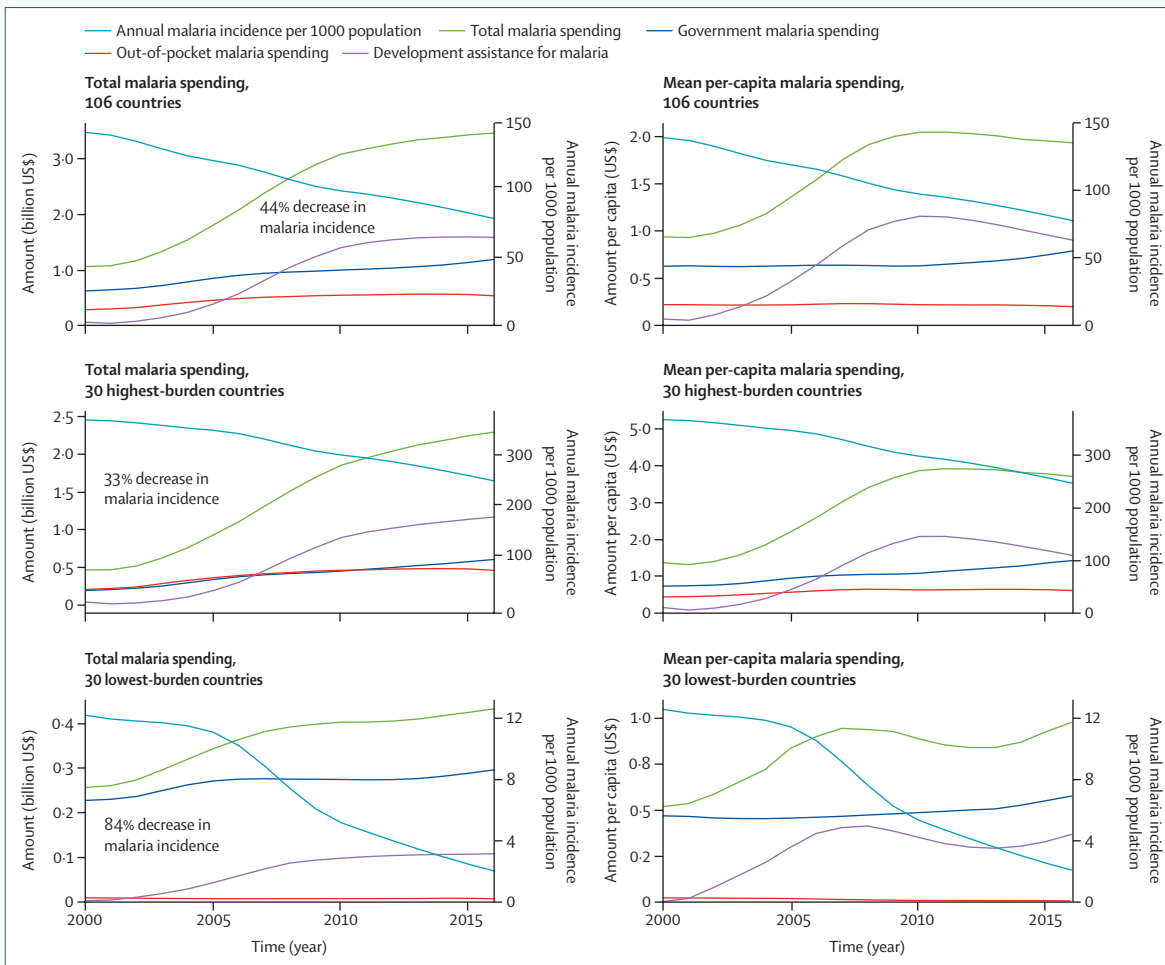 Annual malaria incidence per 1000 population Total malaria spending Government malaria spending
Out-of-pocket malaria spending Development assistance for malaria
Total malaria spending,
106 countries
Amount (billion US$)
3·0
2·0
1·0
0
150
100
50
0
Annual malaria incidence
per 1000 population
44% decrease in
malaria incidence
Mean per-capita malaria spending,
106 countries
Amount per capita (US$)
2·0
1·5
1·0
0·5
0
150
100
50
0
Annual malaria incidence
per 1000 population
Total malaria spending,
30 highest-burden countries
Amount (billion US$)
2·5
2·0
1·5
1·0
0·5
0
300
200
100
0
Annual malaria incidence
per 1000 population
33% decrease in
malaria incidence
Mean per-capita malaria spending,
30 highest-burden countries
Amount per capita (US$)
5·0
4·0
3·0
2·0
1·0
0
300
200
100
0
Annual malaria incidence
per 1000 population
Total malaria spending,
30 lowest-burden countries
Amount (billion US$)
0·4
0·3
0·2
0·1
0
12
8
4
0
Annual malaria incidence
per 1000 population
84% decrease in
malaria incidence
2000 2005 2010 2015
Time (year)
Mean per-capita malaria spending,
30 lowest-burden countries
Amount per capita (US$)
1·0
0·8
0·5
0·2
0
12
8
4
0
Annual malaria incidence
per 1000 population
2000 2005 2010 2015
Time (year)